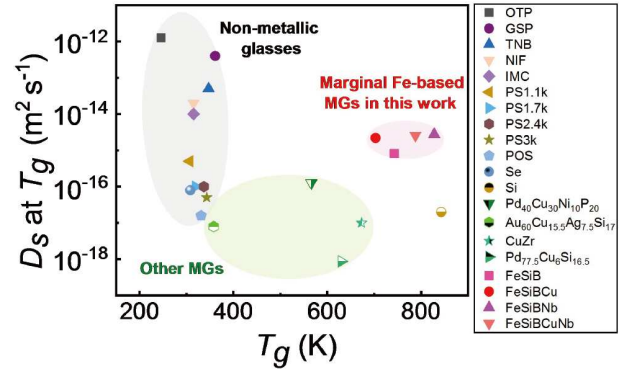 Non-metallic
glasses
Marginal Fe-based
MGs in this work
Other MGs
Dₛ at T_g (m² s⁻¹)
10⁻¹²
10⁻¹⁴
10⁻¹⁶
10⁻¹⁸
200
400
600
800
T_g (K)
OTP
GSP
TNB
NIF
IMC
PS1.1k
PS1.7k
PS2.4k
PS3k
POS
Se
Si
Pd₄₀Cu₃₀Ni₁₀P₂₀
Au₆₀Cu₁₅.₅Ag₇.₅Si₁₇
CuZr
Pd₇₇.₅Cu₆Si₁₆.₅
FeSiB
FeSiBCu
FeSiBNb
FeSiBCuNb